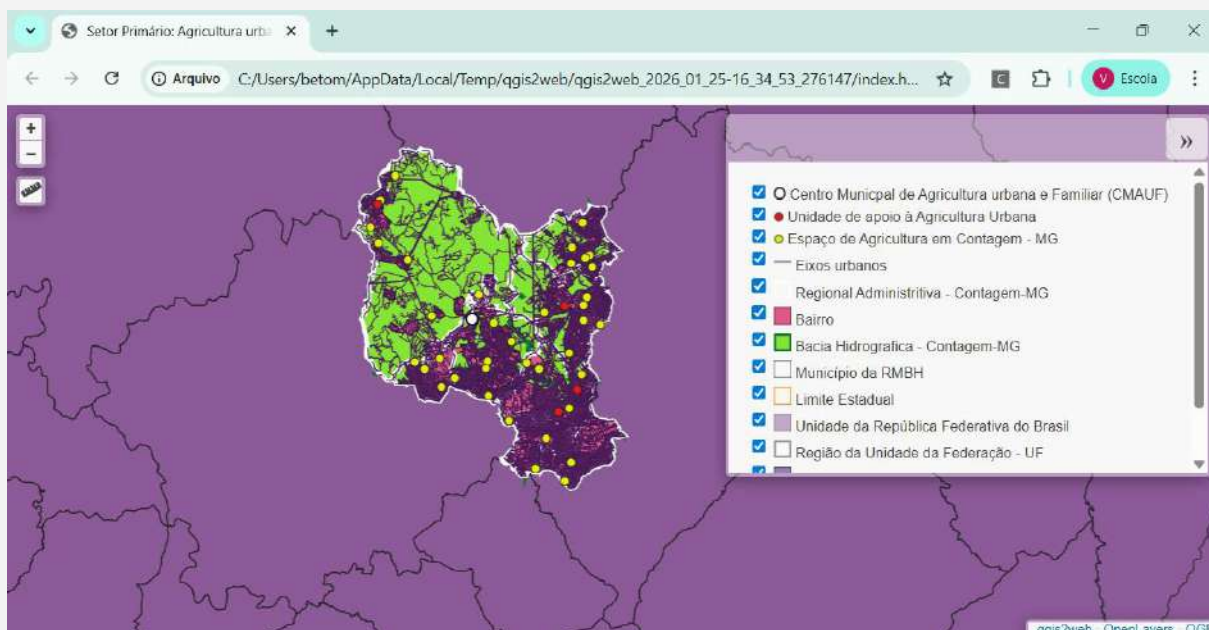 Setor Primário: Agricultura urba
Arquivo C:/Users/betom/AppData/Local/Temp/qgis2web/qgis2web_2026_01_25-16_34_53_276147/index.h... C V Escola
+
−
»
Centro Municpal de Agricultura urbana e Familiar (CMAUF)
Unidade de apoio à Agricultura Urbana
Espaço de Agricultura em Contagem - MG
Eixos urbanos
Regional Administritiva - Contagem-MG
Bairro
Bacia Hidrografica - Contagem-MG
Município da RMBH
Limite Estadual
Unidade da República Federativa do Brasil
Região da Unidade da Federação - UF
qgis2web · OpenLayers ·